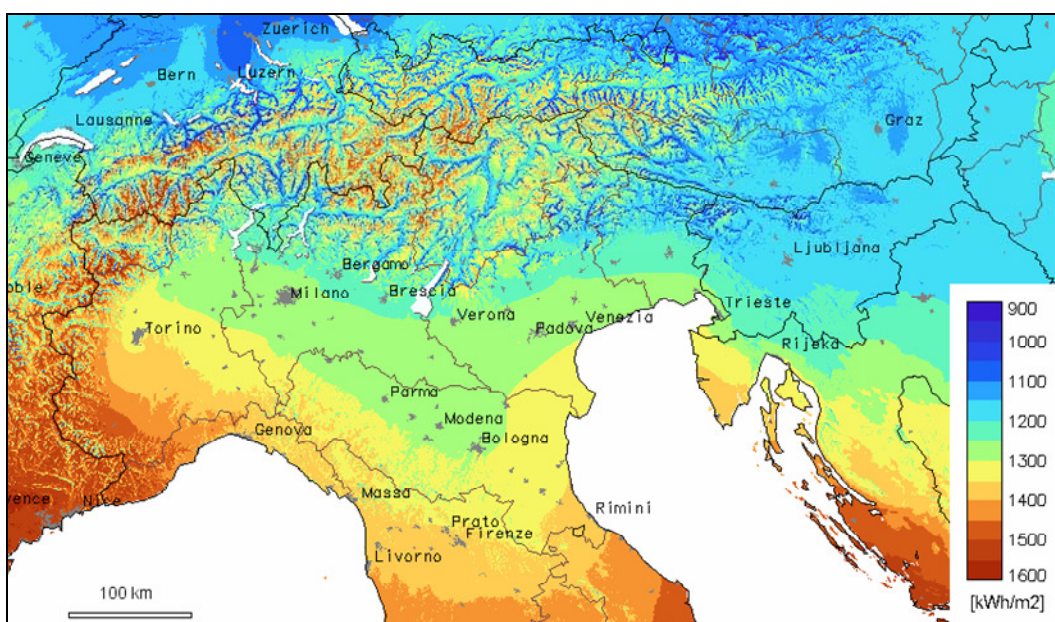 Zuerich
Bern
Luzern
Lausanne
Graz
Geneve
Ljubljana
Bergamo
oble
Milano
Brescia
Trieste
Torino
Verona
Padova
Venezia
Rijeka
Parma
Modena
Genova
Bologna
vence
Nice
Massa
Rimini
Prato
Firenze
Livorno
100 km
900
1000
1100
1200
1300
1400
1500
1600
[kWh/m2]